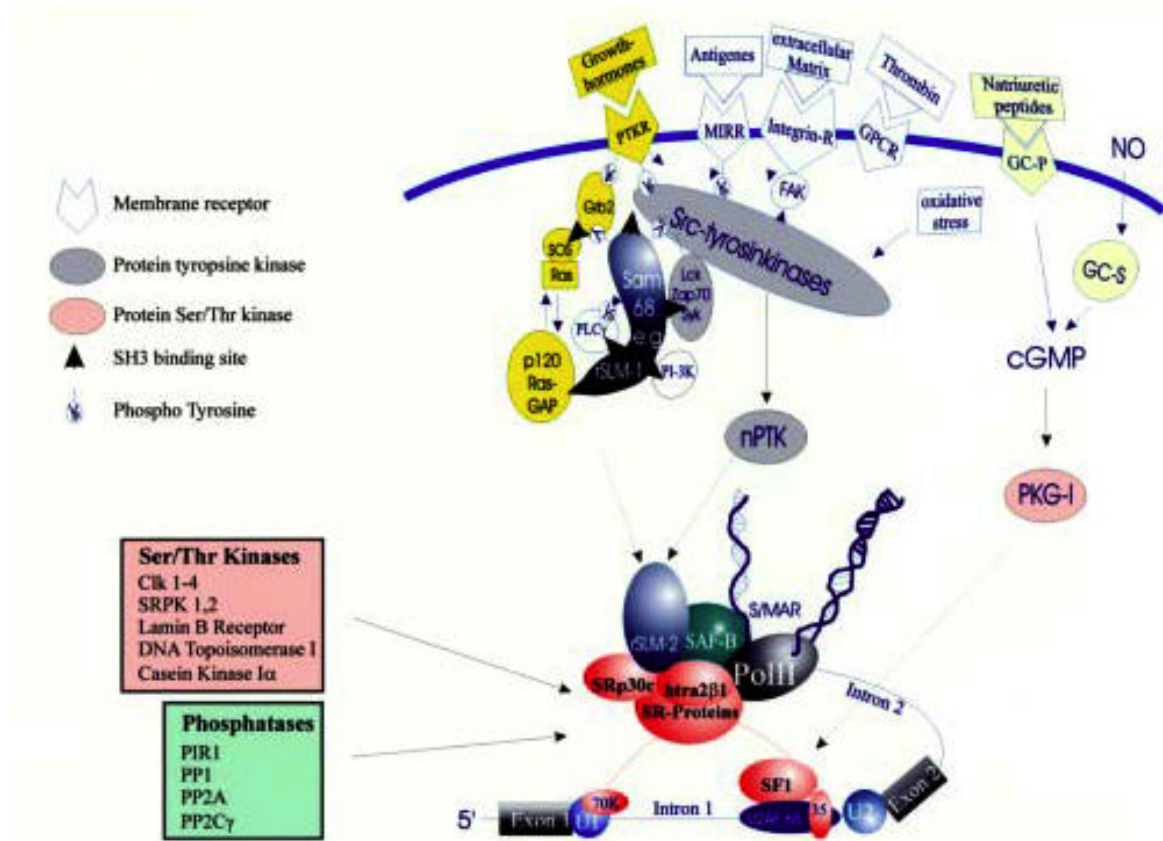 Growth-
hormones
Antigenes
extracellular
Matrix
Thrombin
Natriuretic
peptides
PTKR
MIRR
Integrin-R
GPCR
GC-P
NO
Membrane receptor
Protein tyropsine kinase
Protein Ser/Thr kinase
SH3 binding site
Phospho Tyrosine
Grb2
FAK
Src-tyrosinkinases
oxidative
stress
SOS
Ras
Sam
68
e.g.
Lck
Zap70
Syk
GC-S
PLCγ
p120
Ras-
GAP
rSLM-1
PI-3K
cGMP
nPTK
PKG-I
Ser/Thr Kinases
Clk 1-4
SRPK 1,2
Lamin B Receptor
DNA Topoisomerase I
Casein Kinase Iα
Phosphatases
PIR1
PP1
PP2A
PP2Cγ
S/MAR
rSLM-2
SAF-B
PolII
SRp30c
htra2β1
SR-Proteins
Intron 2
SF1
5'
Exon 1
U1
70K
Intron 1
35
U2
Exon 2